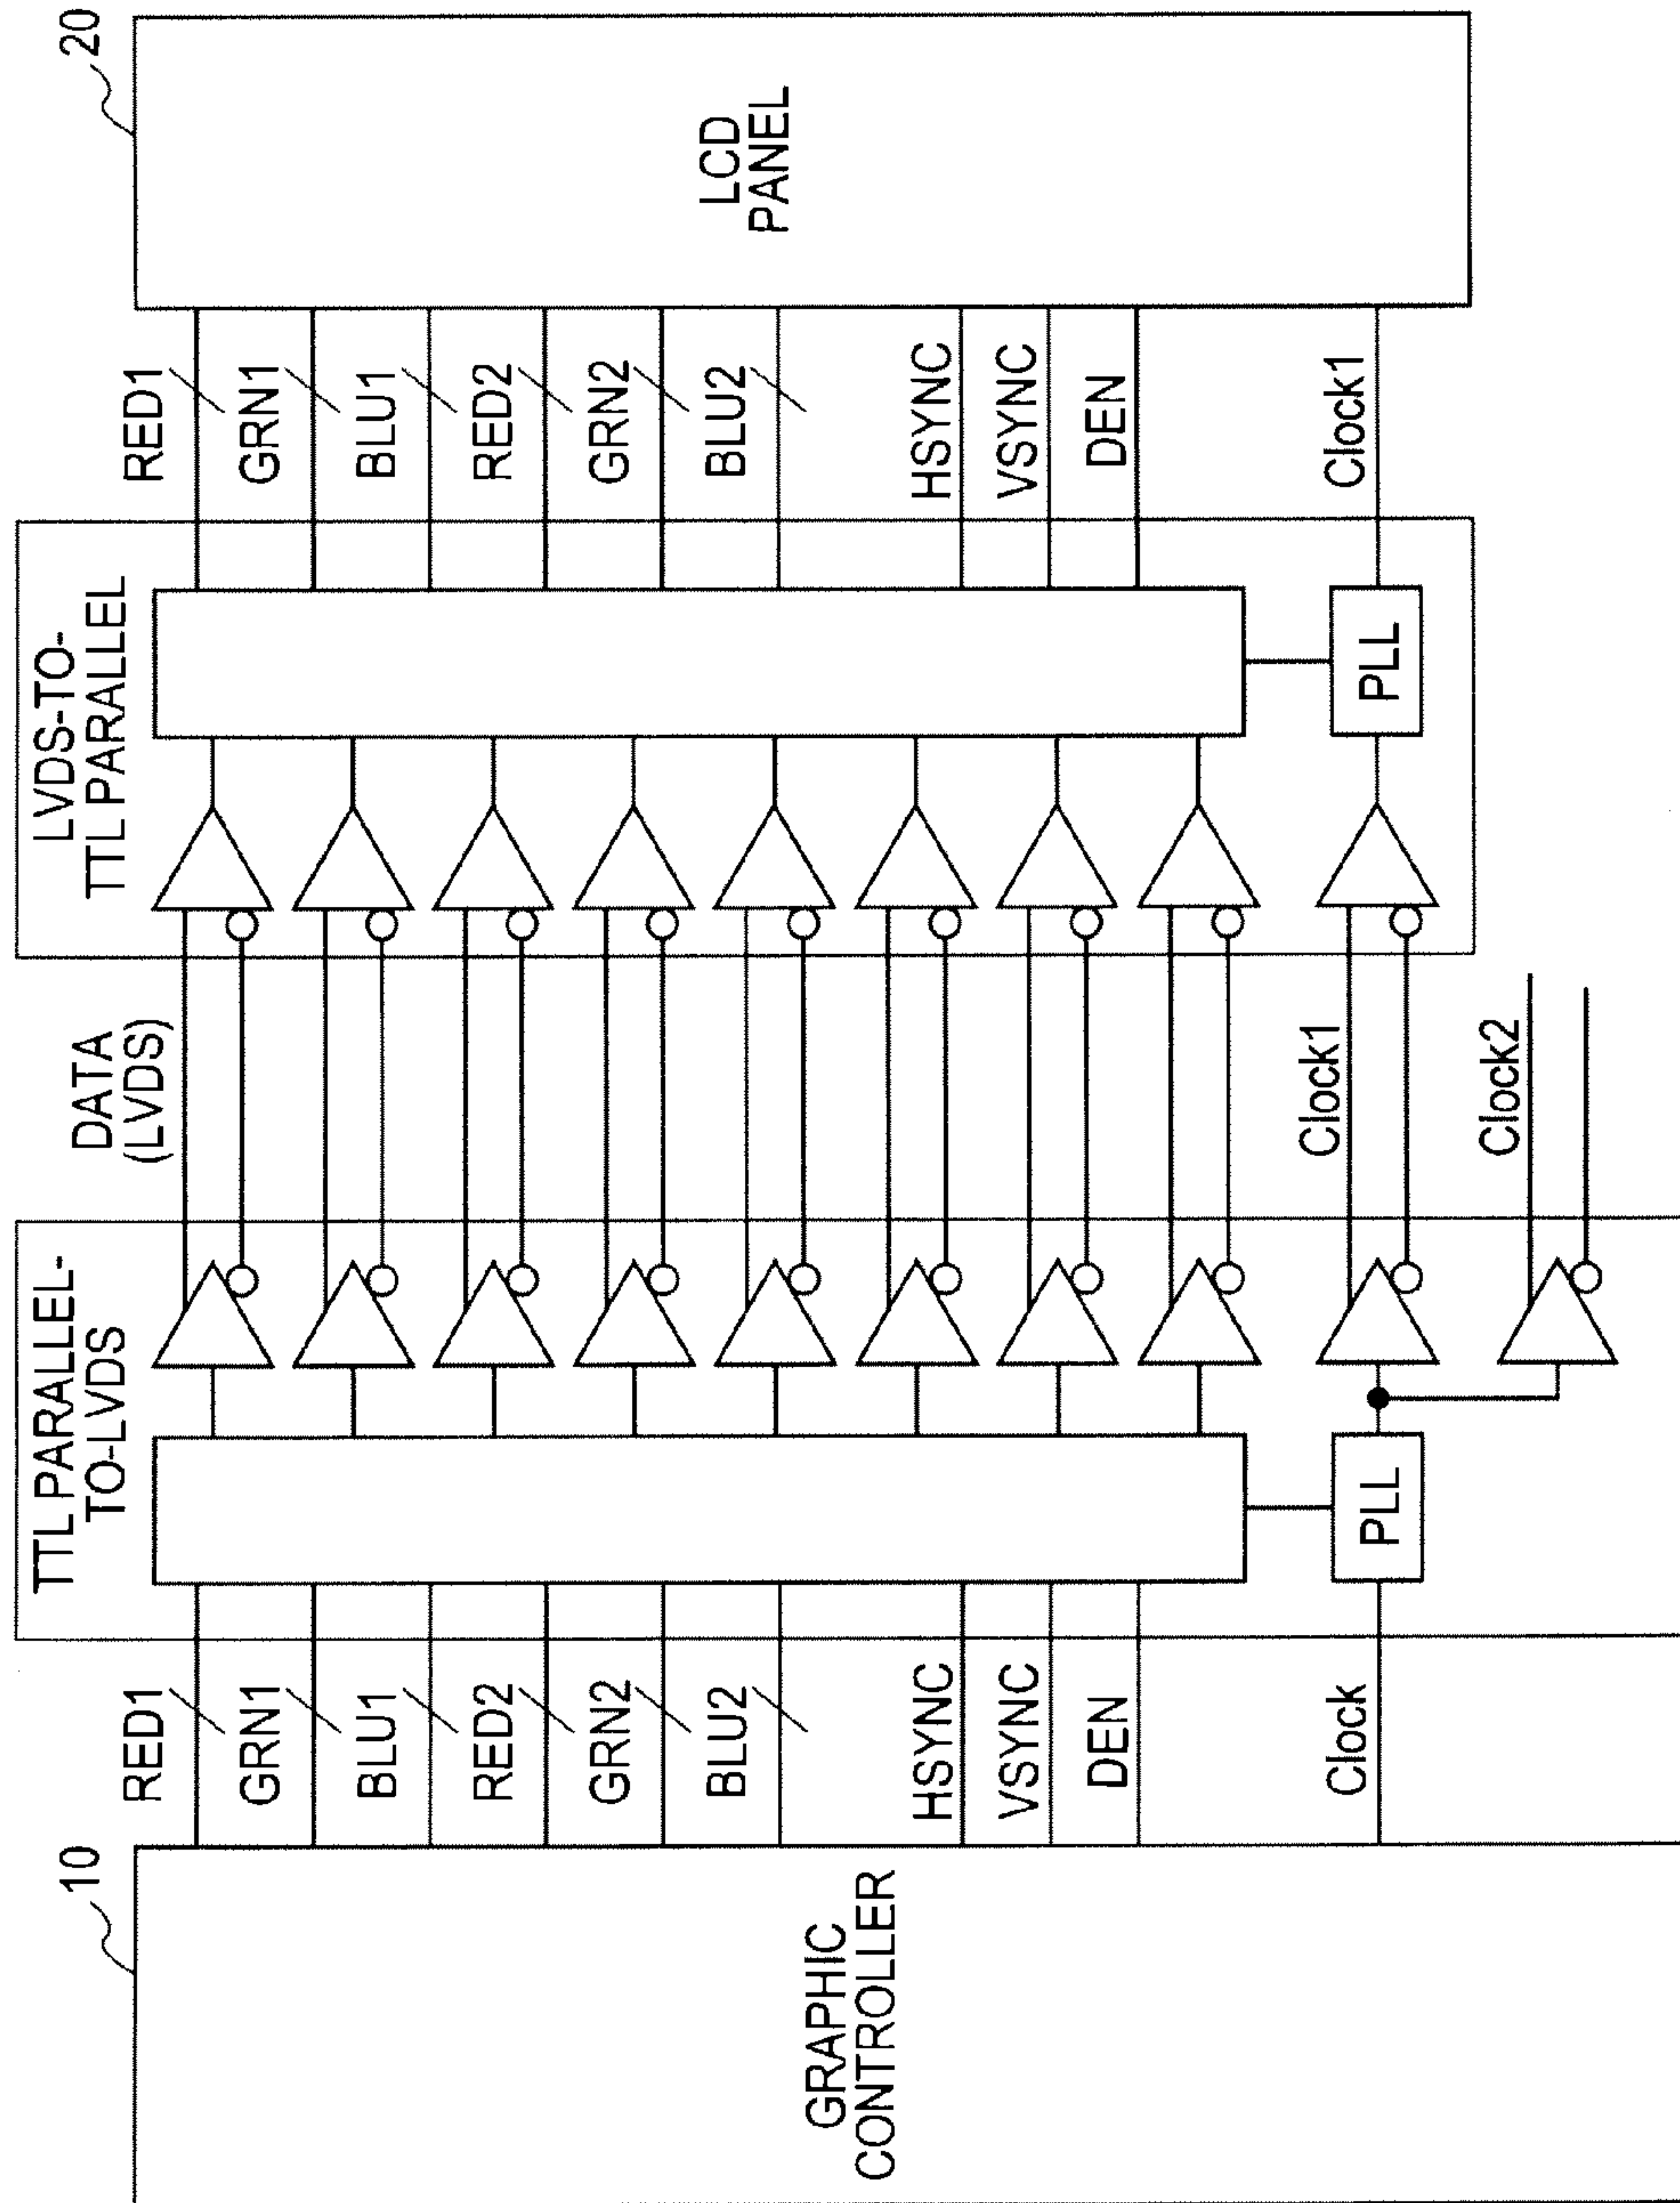 10
GRAPHIC
CONTROLLER
RED1
GRN1
BLU1
RED2
GRN2
BLU2
HSYNC
VSYNC
DEN
Clock
TTL PARALLEL-
TO-LVDS
PLL
DATA
(LVDS)
Clock1
Clock2
LVDS-TO-
TTL PARALLEL
PLL
RED1
GRN1
BLU1
RED2
GRN2
BLU2
HSYNC
VSYNC
DEN
Clock1
20
LCD
PANEL